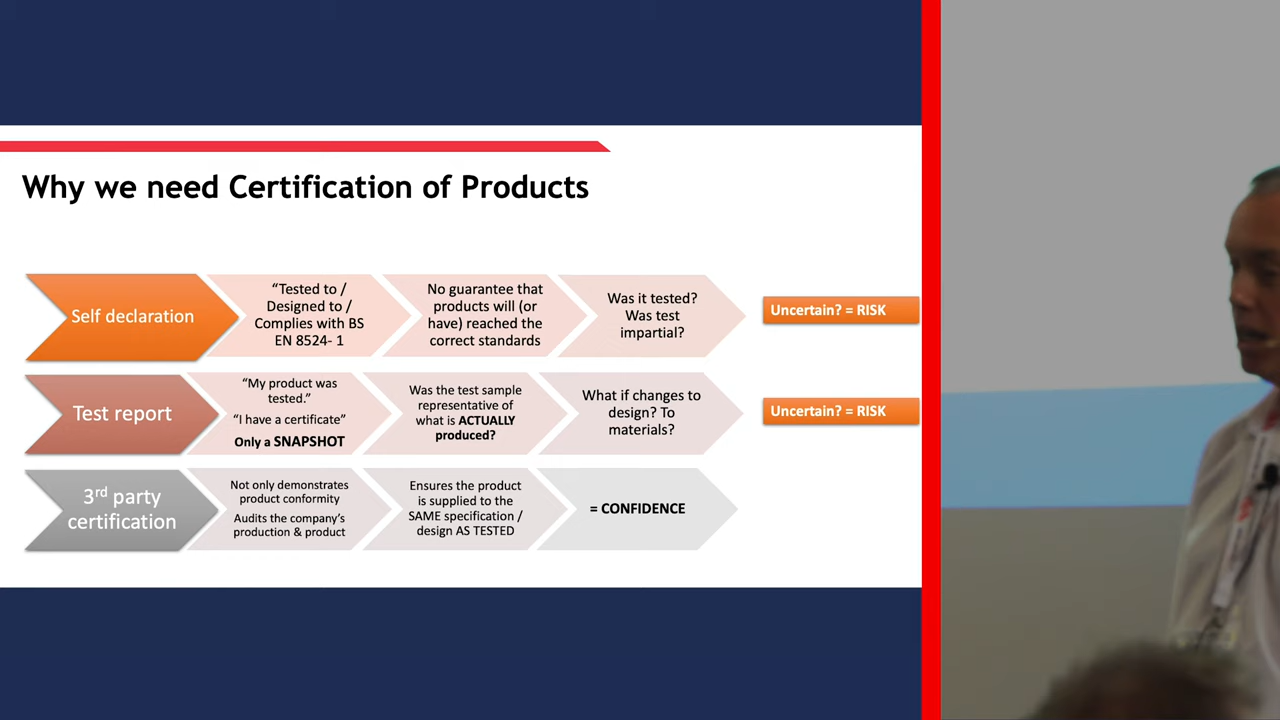 Why we need Certification of Products
Self declaration
“Tested to /
Designed to /
Complies with BS
EN 8524- 1
No guarantee that
products will (or
have) reached the
correct standards
Was it tested?
Was test
impartial?
Uncertain? = RISK
Test report
“My product was
tested.”
“I have a certificate”
Only a SNAPSHOT
Was the test sample
representative of
what is ACTUALLY
produced?
What if changes to
design? To
materials?
Uncertain? = RISK
3rd party
certification
Not only demonstrates
product conformity
Audits the company’s
production & product
Ensures the product
is supplied to the
SAME specification /
design AS TESTED
= CONFIDENCE